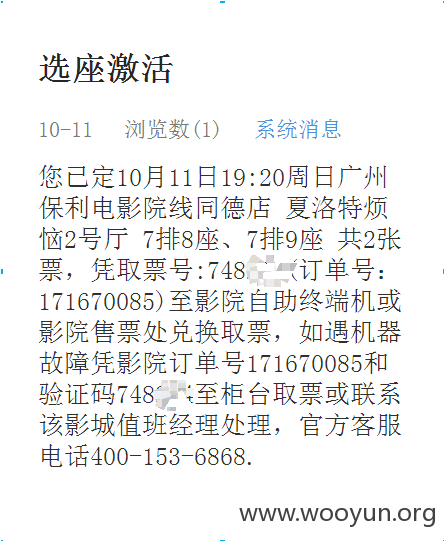 选座激活
10-11 浏览数(1) 系统消息
您已定10月11日19:20周日广州
保利电影院线同德店 夏洛特烦
恼2号厅 7排8座、7排9座 共2张
票，凭取票号:748 (订单号:
171670085)至影院自助终端机或
影院售票处兑换取票，如遇机器
故障凭影院订单号171670085和
验证码748 至柜台取票或联系
该影城值班经理处理，官方客服
电话400-153-6868.
www.wooyun.org